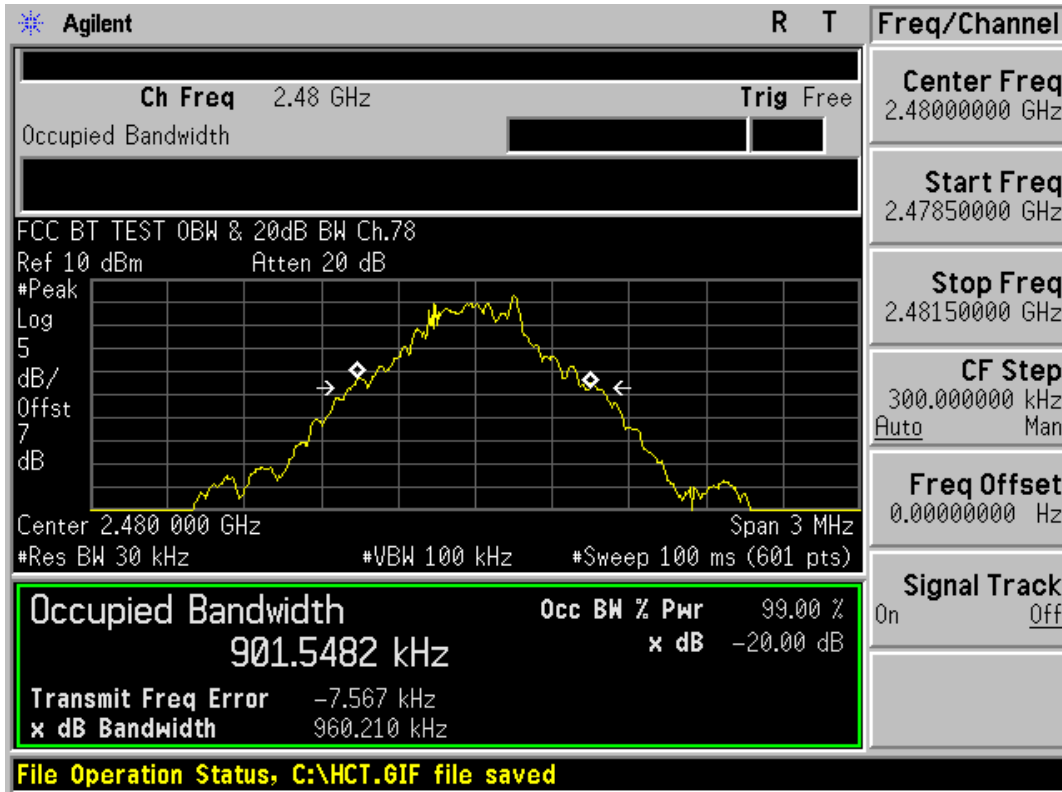 Agilent R T
Freq/Channel
Ch Freq 2.48 GHz Trig Free
Occupied Bandwidth
FCC BT TEST OBW & 20dB BW Ch.78
Ref 10 dBm Atten 20 dB
#Peak
Log
5
dB/
Offst
7
dB
Center 2.480 000 GHz Span 3 MHz
#Res BW 30 kHz #VBW 100 kHz #Sweep 100 ms (601 pts)
Occupied Bandwidth
901.5482 kHz
Occ BW % Pwr 99.00 %
x dB -20.00 dB
Transmit Freq Error -7.567 kHz
x dB Bandwidth 960.210 kHz
Center Freq
2.48000000 GHz
Start Freq
2.47850000 GHz
Stop Freq
2.48150000 GHz
CF Step
300.000000 kHz
Auto Man
Freq Offset
0.00000000 Hz
Signal Track
On Off
File Operation Status, C:\HCT.GIF file saved